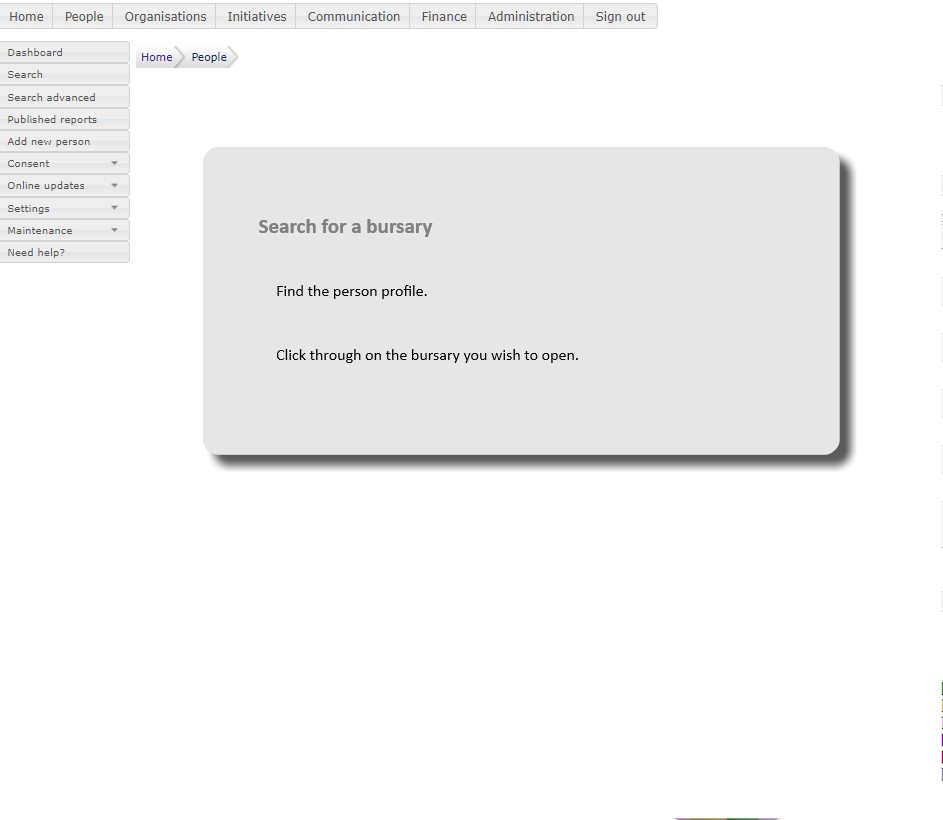 Home People Organisations Initiatives Communication Finance Administration Sign out
Dashboard
Search
Search advanced
Published reports
Add new person
Consent
Online updates
Settings
Maintenance
Need help?
Home People
Search for a bursary
Find the person profile.
Click through on the bursary you wish to open.